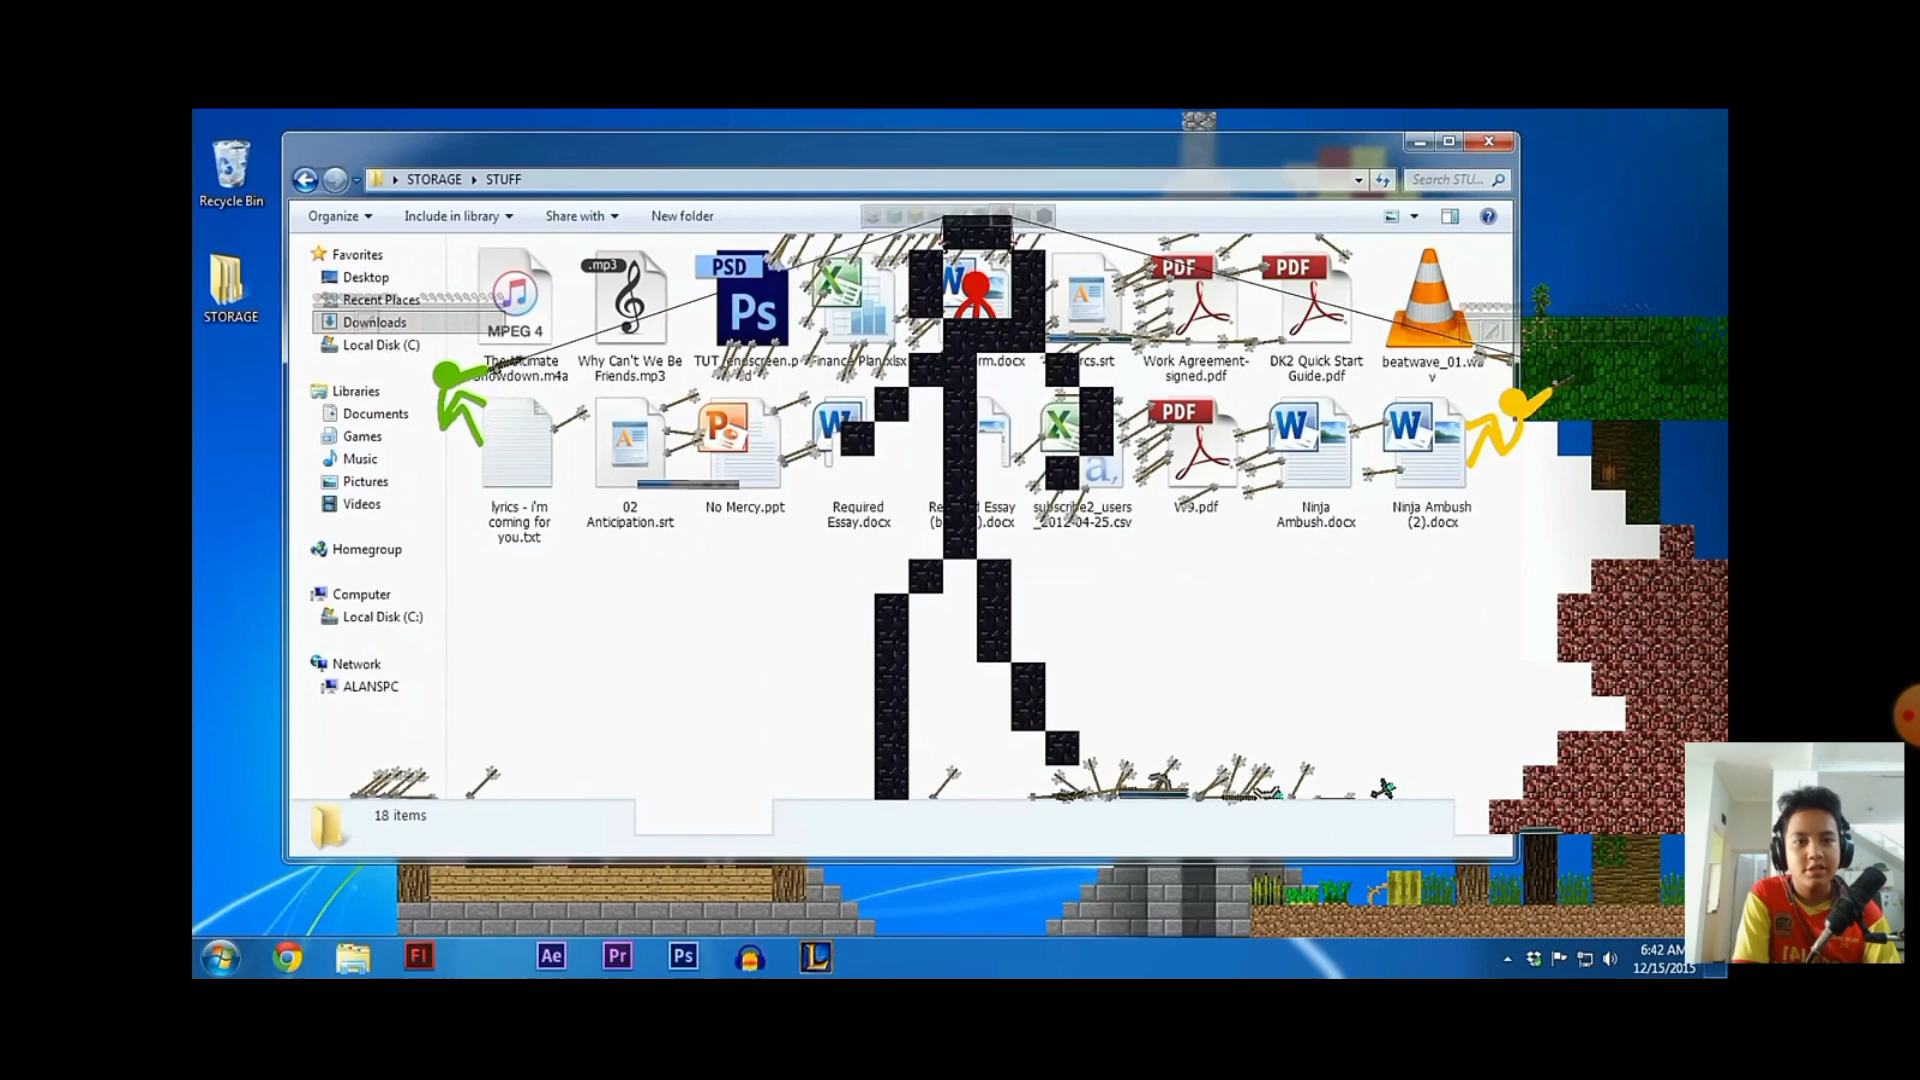 Recycle Bin
STORAGE
STORAGE STUFF
Search STU...
Organize
Include in library
Share with
New folder
Favorites
Desktop
Recent Places
Downloads
Local Disk (C)
Libraries
Documents
Games
Music
Pictures
Videos
Homegroup
Computer
Local Disk (C:)
Network
ALANSPC
MPEG 4
.mp3
PSD
Ps
PDF
PDF
Why Can't We Be
Friends.mp3
Work Agreement-
signed.pdf
DK2 Quick Start
Guide.pdf
beatwave_01.wa
v
PDF
a,
lyrics - i'm
coming for
you.txt
02
Anticipation.srt
No Mercy.ppt
Required
Essay.docx
Essay
.docx
subscribe2_users
_2012-04-25.csv
W9.pdf
Ninja
Ambush.docx
Ninja Ambush
(2).docx
18 items
Fl
Ae
Pr
Ps
L
6:42 AM
12/15/2015